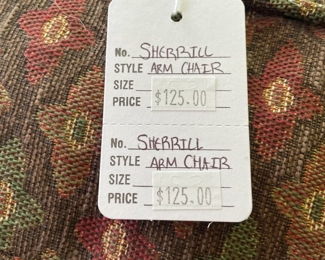 No. SHERRILL
STYLE ARM CHAIR
SIZE
PRICE $125.00
No. SHERRILL
STYLE ARM CHAIR
SIZE
PRICE $125.00